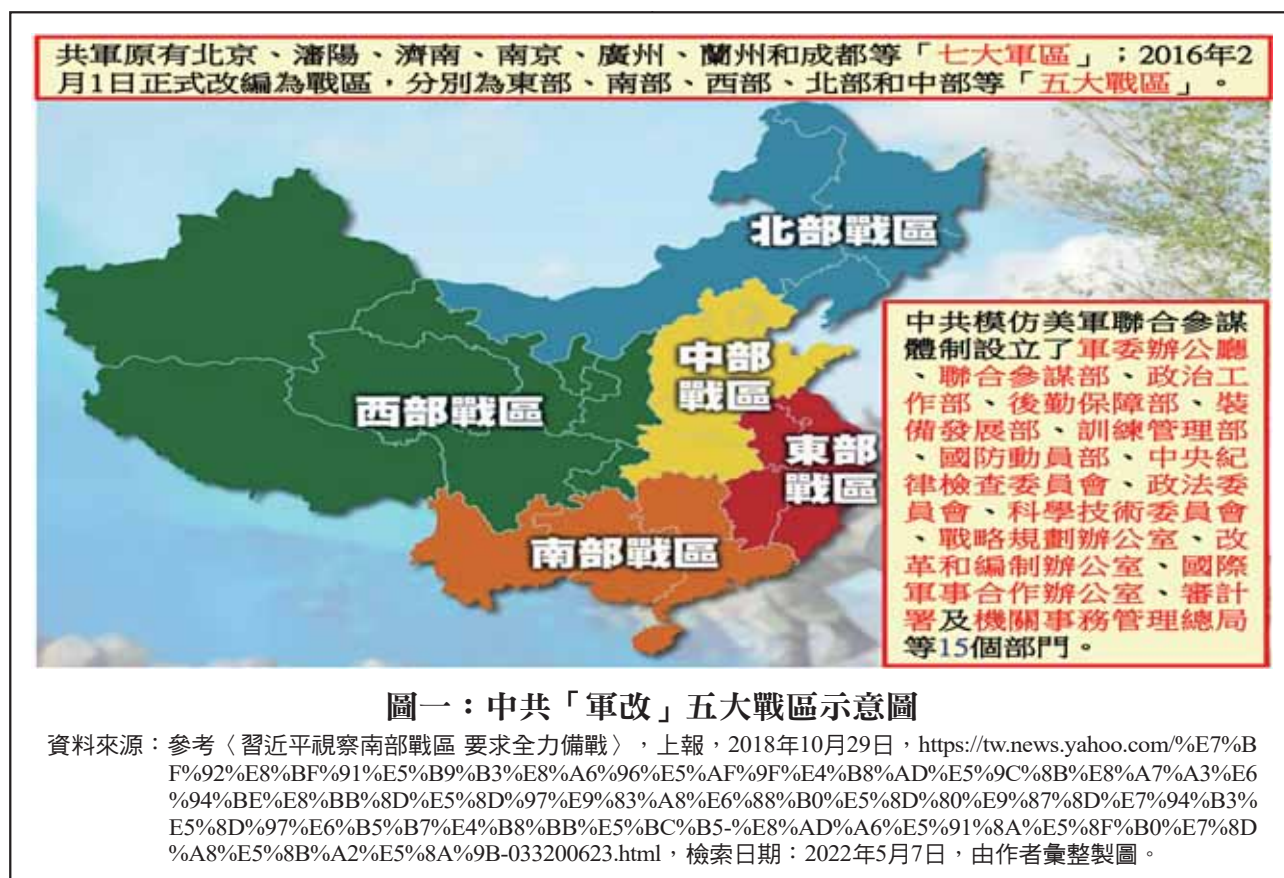 共軍原有北京、瀋陽、濟南、南京、廣州、蘭州和成都等「七大軍區」；2016年2
月1日正式改編為戰區，分別為東部、南部、西部、北部和中部等「五大戰區」。
北部戰區
中部
戰區
西部戰區
東部
戰區
南部戰區
中共模仿美軍聯合參謀
體制設立了軍委辦公廳
、聯合參謀部、政治工
作部、後勤保障部、裝
備發展部、訓練管理部
、國防動員部、中央紀
律檢查委員會、政法委
員會、科學技術委員會
、戰略規劃辦公室、改
革和編制辦公室、國際
軍事合作辦公室、審計
署及機關事務管理總局
等15個部門。
圖一：中共「軍改」五大戰區示意圖
資料來源：參考〈習近平視察南部戰區 要求全力備戰〉，上報，2018年10月29日，https://tw.news.yahoo.com/%E7%B
F%92%E8%BF%91%E5%B9%B3%E8%A6%96%E5%AF%9F%E4%B8%AD%E5%9C%8B%E8%A7%A3%E6
%94%BE%E8%BB%8D%E5%8D%97%E9%83%A8%E6%88%B0%E5%8D%80%E9%87%8D%E7%94%B3%
E5%8D%97%E6%B5%B7%E4%B8%BB%E5%BC%B5-%E8%AD%A6%E5%91%8A%E5%8F%B0%E7%8D
%A8%E5%8B%A2%E5%8A%9B-033200623.html，檢索日期：2022年5月7日，由作者彙整製圖。